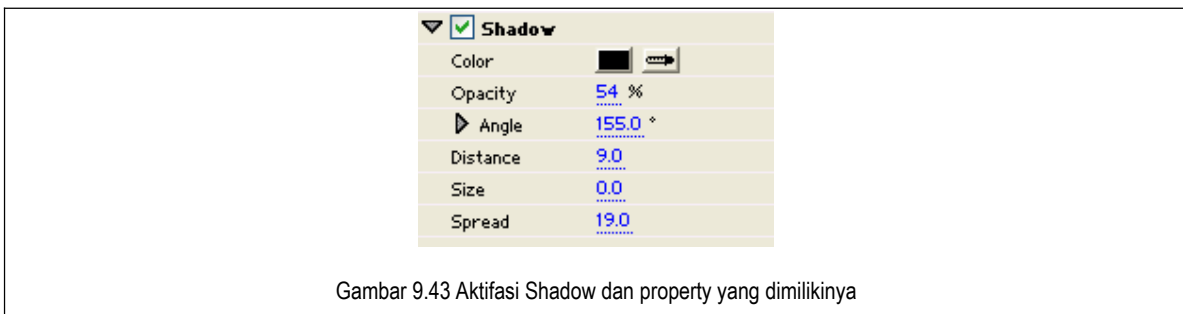 Shadow
Color
Opacity 54 %
Angle 155.0 °
Distance 9.0
Size 0.0
Spread 19.0
Gambar 9.43 Aktifasi Shadow dan property yang dimilikinya